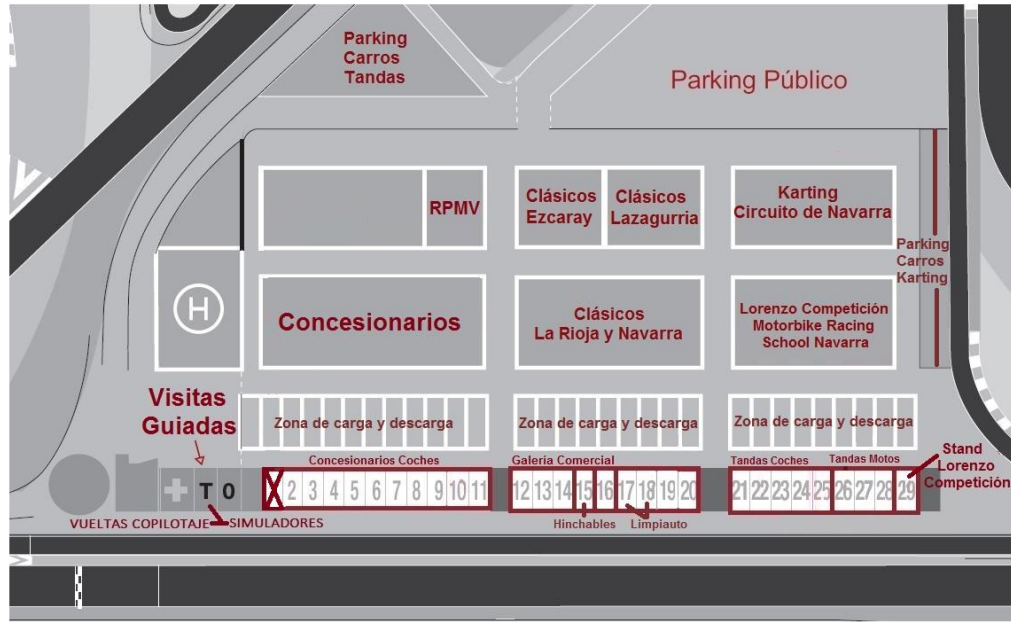 Parking
Carros
Tandas
Parking Público
RPMV
Clásicos
Ezcaray
Clásicos
Lazagurria
Karting
Circuito de Navarra
Parking
Carros
Karting
H
Concesionarios
Clásicos
La Rioja y Navarra
Lorenzo Competición
Motorbike Racing
School Navarra
Visitas
Guiadas
Zona de carga y descarga
Zona de carga y descarga
Zona de carga y descarga
Concesionarios Coches
Galería Comercial
Tandas Coches
Tandas Motos
Stand
Lorenzo
Competición
T 0
X 2 3 4 5 6 7 8 9 10 11
12 13 14 15 16 17 18 19 20
21 22 23 24 25 26 27 28 29
VUELTAS COPILOTAJE
SIMULADORES
Hinchables
Limpiauto